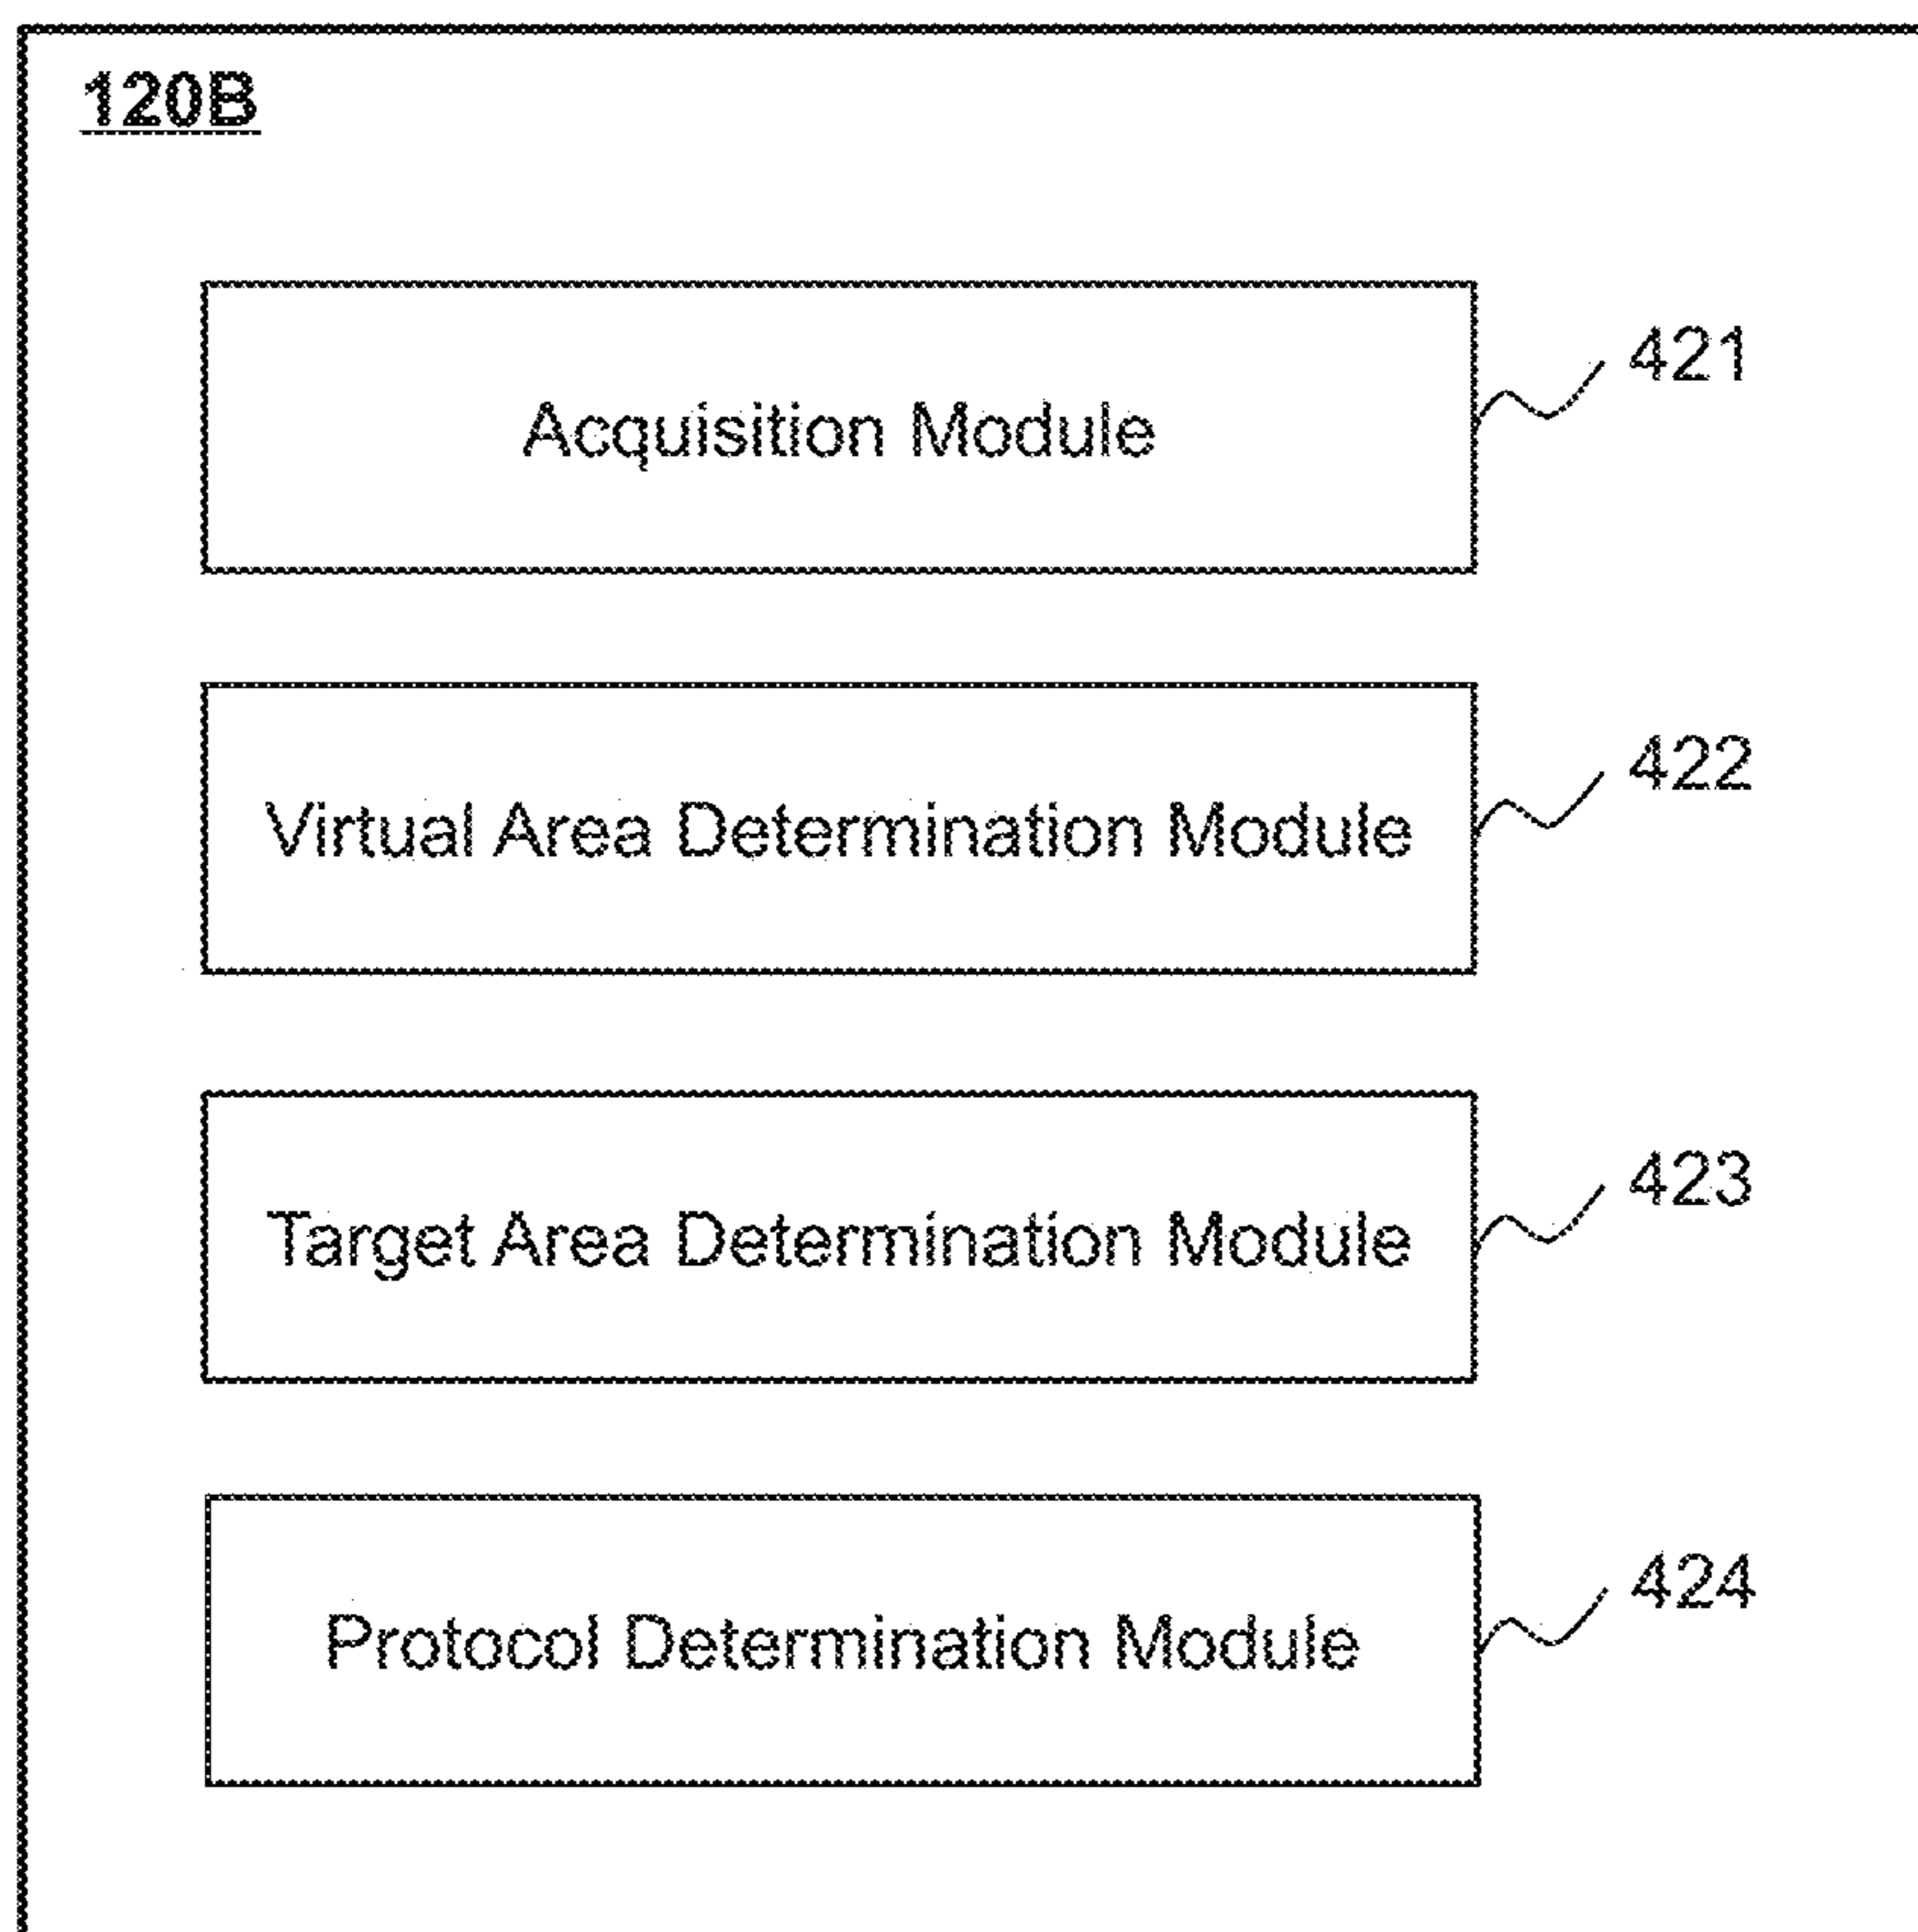 120B
421
Acquisition Module
422
Virtual Area Determination Module
423
Target Area Determination Module
424
Protocol Determination Module